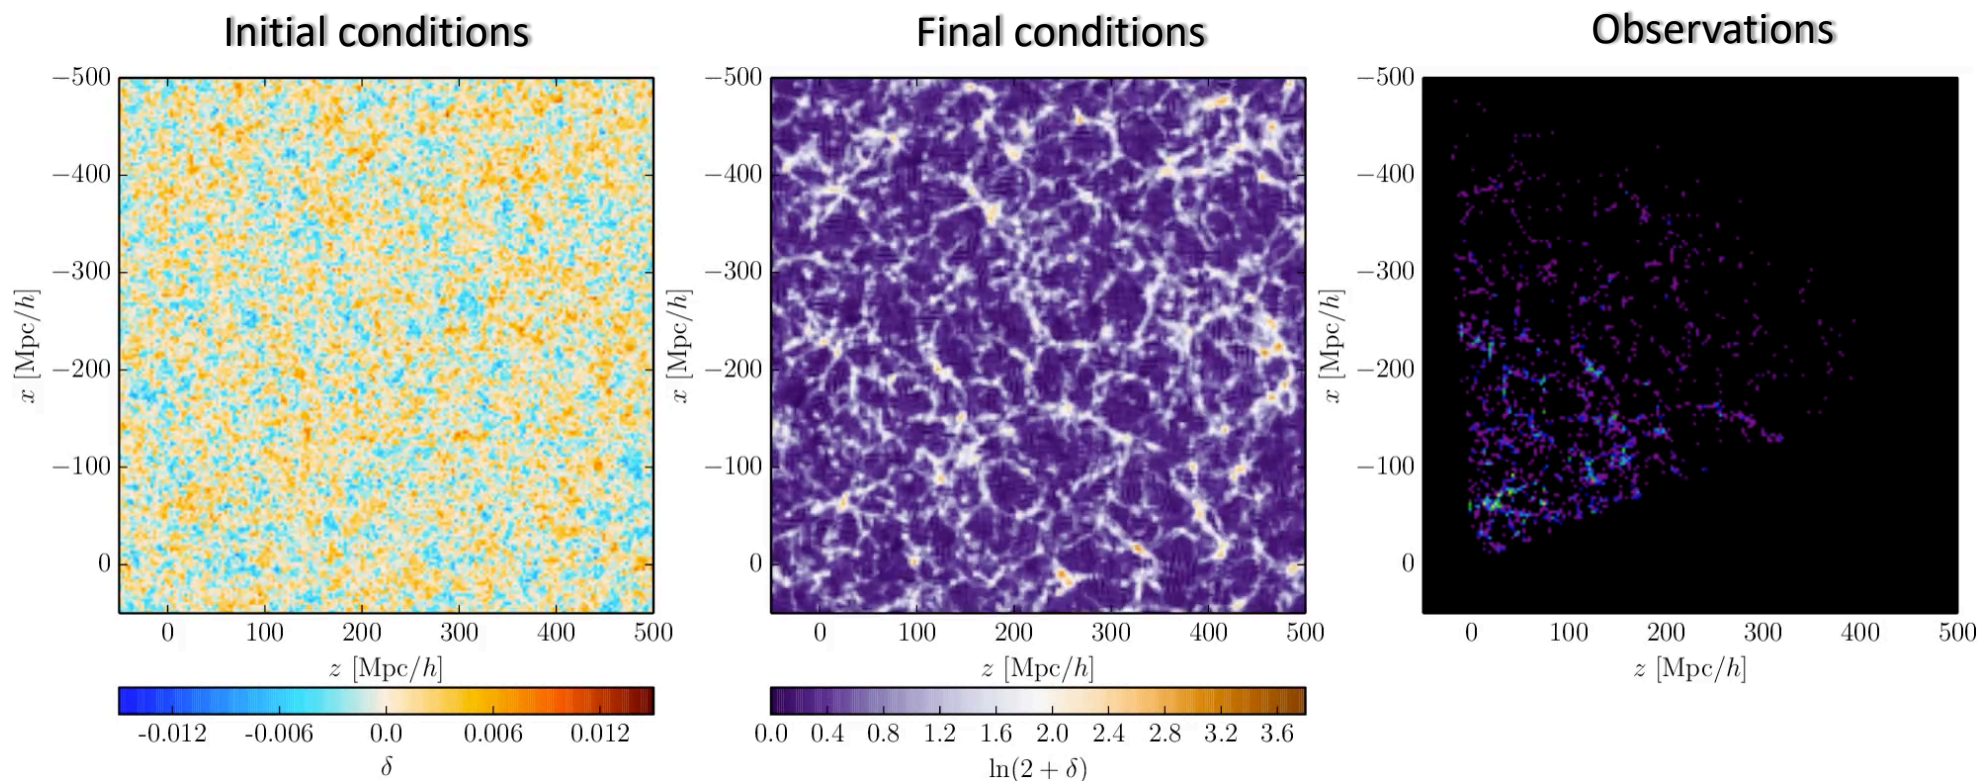 Initial conditions
Final conditions
Observations
−500
−400
−300
−200
−100
0
x [Mpc/h]
0 100 200 300 400 500
z [Mpc/h]
-0.012 -0.006 0.0 0.006 0.012
δ
−500
−400
−300
−200
−100
0
x [Mpc/h]
0 100 200 300 400 500
z [Mpc/h]
0.0 0.4 0.8 1.2 1.6 2.0 2.4 2.8 3.2 3.6
ln(2 + δ)
−500
−400
−300
−200
−100
0
x [Mpc/h]
0 100 200 300 400 500
z [Mpc/h]